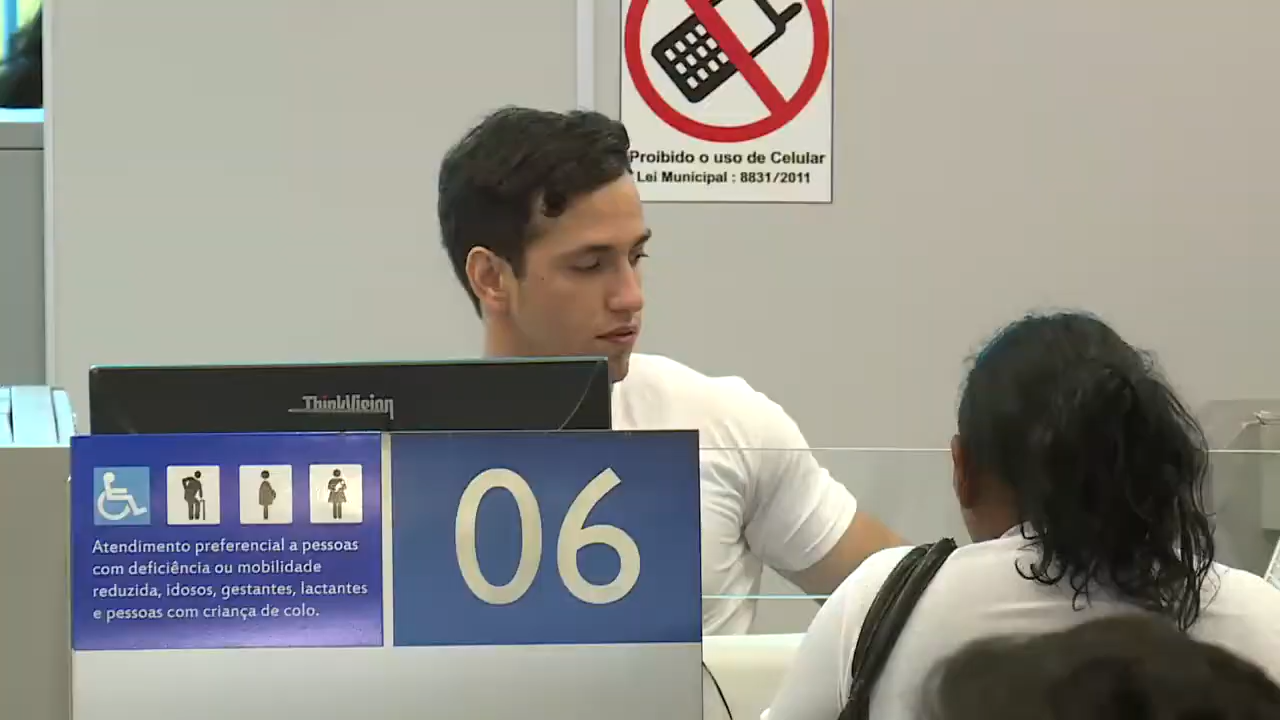 Proibido o uso de Celular
Lei Municipal : 8831/2011
ThinkVision
06
Atendimento preferencial a pessoas
com deficiência ou mobilidade
reduzida, idosos, gestantes, lactantes
e pessoas com criança de colo.